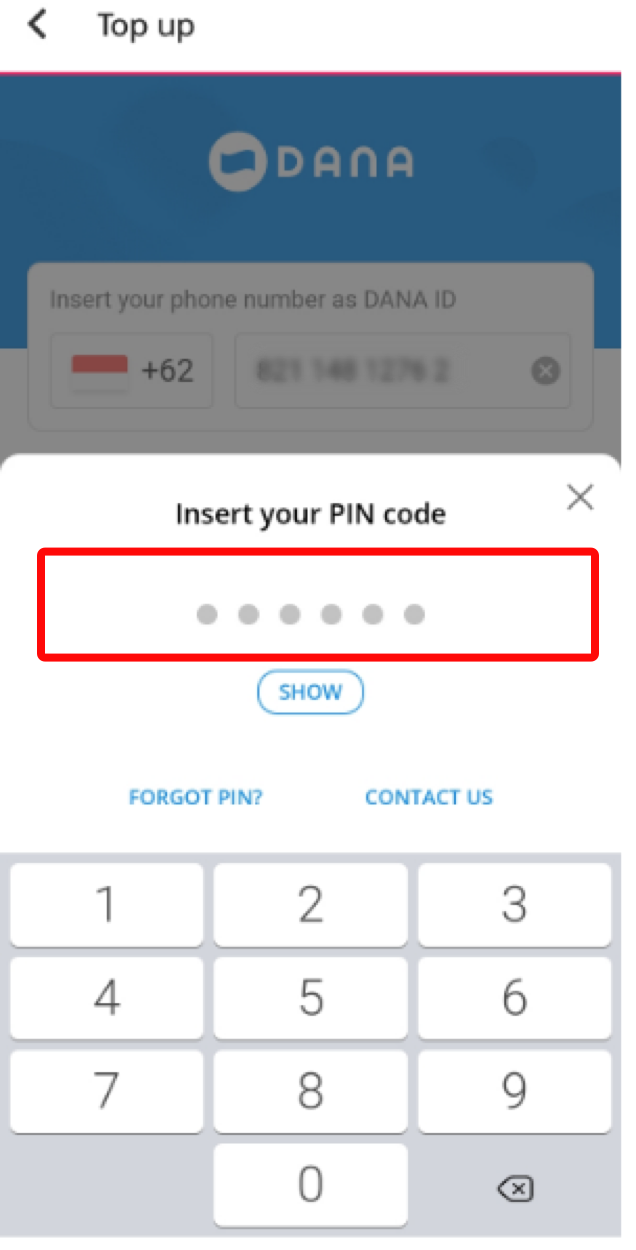 Top up
DANA
Insert your phone number as DANA ID
+62
Insert your PIN code
SHOW
FORGOT PIN? CONTACT US
1 2 3
4 5 6
7 8 9
0